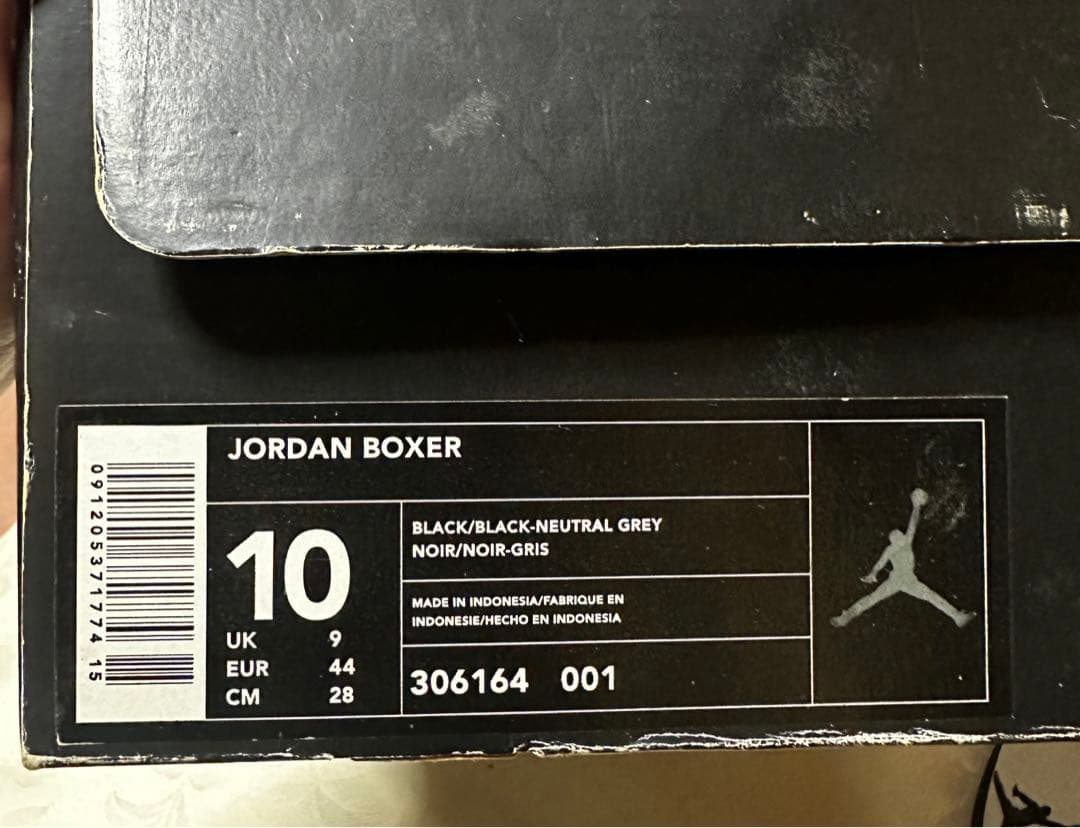 JORDAN BOXER
091205371774 15
10
UK 9
EUR 44
CM 28
BLACK/BLACK-NEUTRAL GREY
NOIR/NOIR-GRIS
MADE IN INDONESIA/FABRIQUE EN
INDONESIE/HECHO EN INDONESIA
306164 001